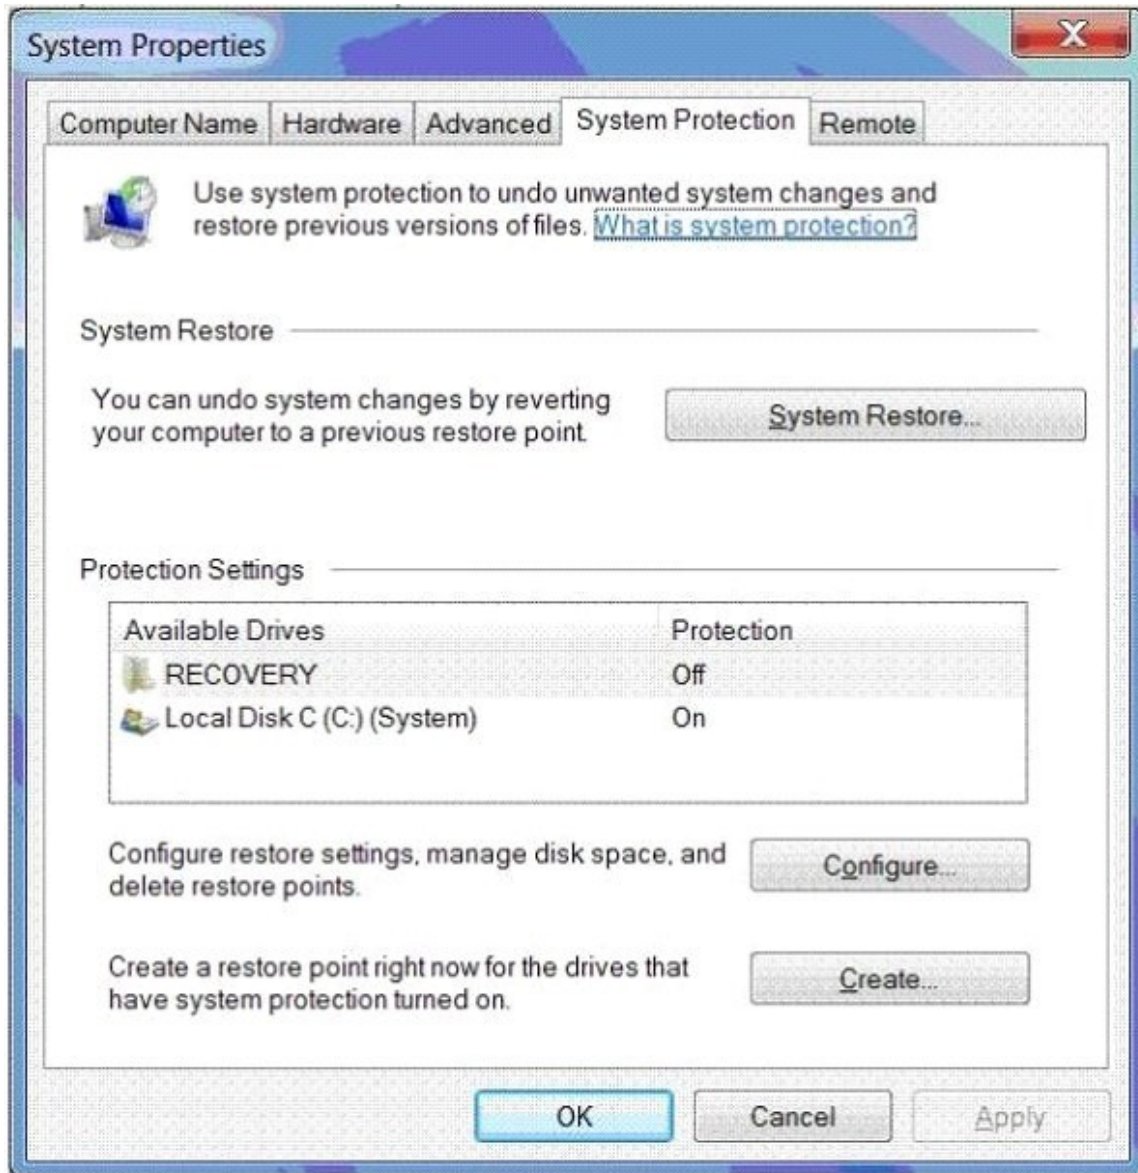 System Properties
X
Computer Name Hardware Advanced System Protection Remote
Use system protection to undo unwanted system changes and
restore previous versions of files. What is system protection?
System Restore
You can undo system changes by reverting
your computer to a previous restore point.
System Restore...
Protection Settings
Available Drives Protection
RECOVERY Off
Local Disk C (C:) (System) On
Configure restore settings, manage disk space, and
delete restore points.
Configure...
Create a restore point right now for the drives that
have system protection turned on.
Create...
OK Cancel Apply